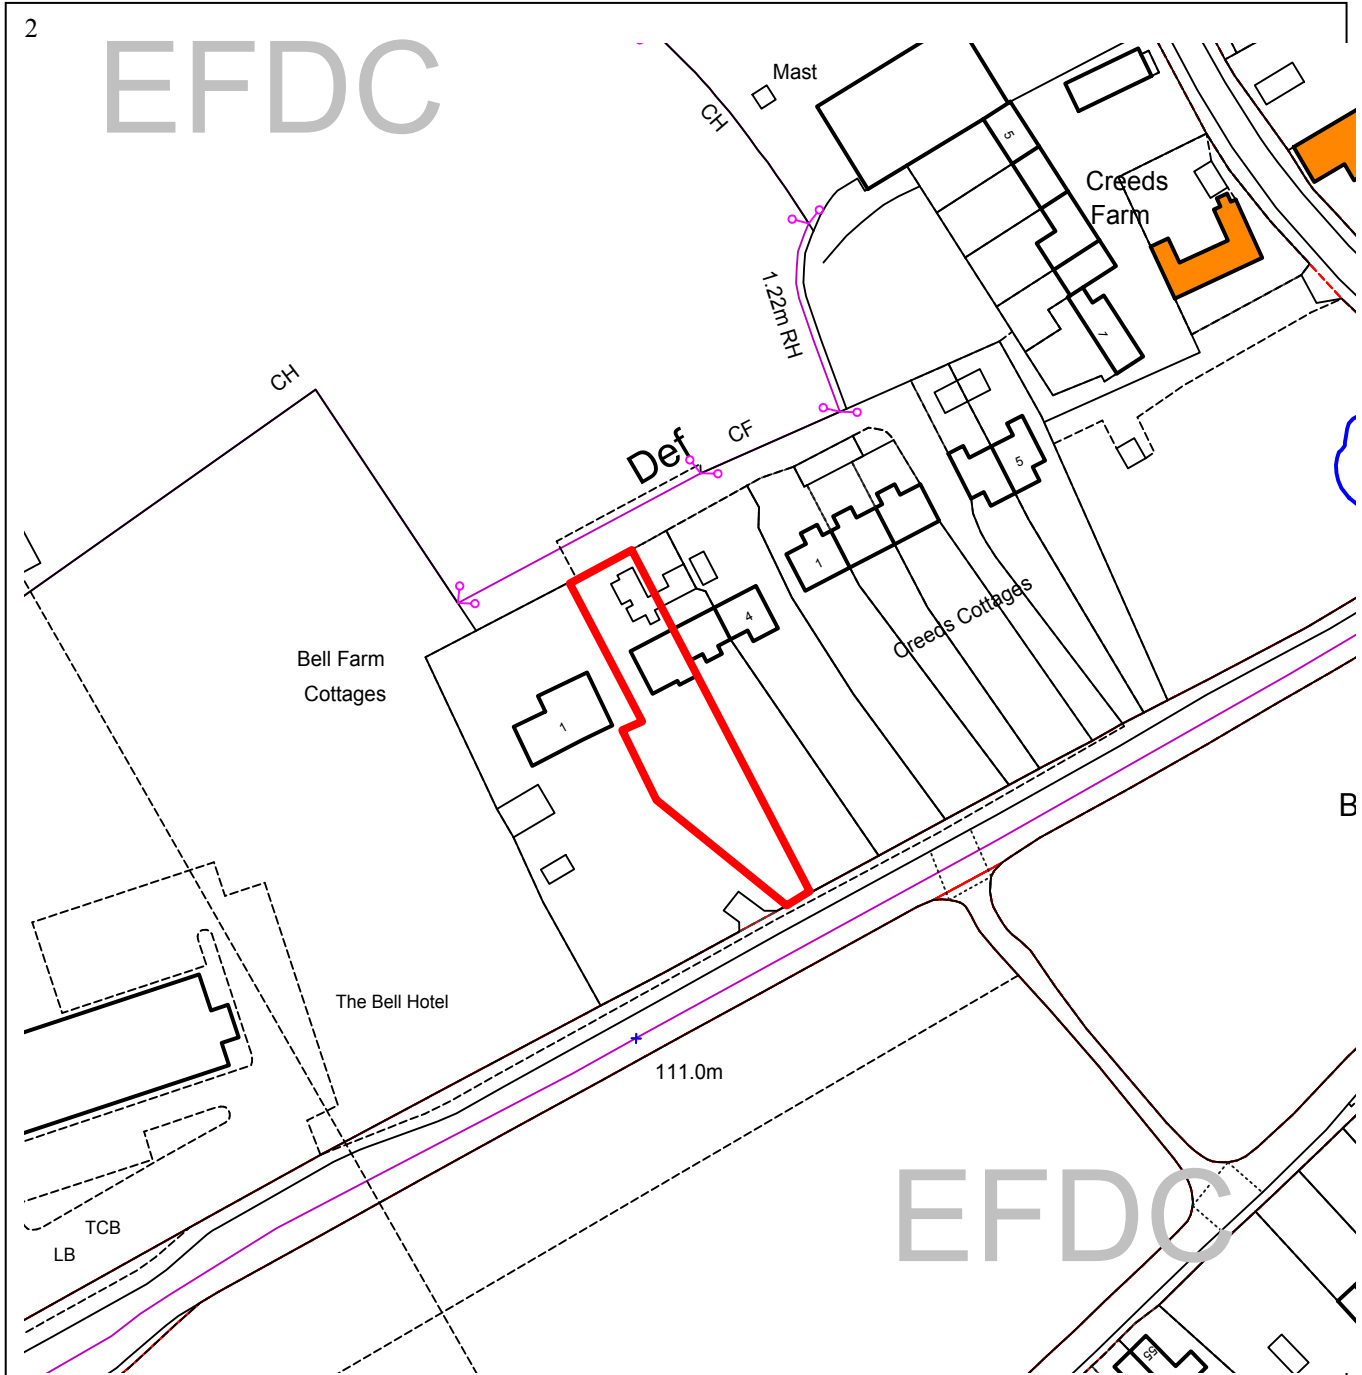 2
EFDC
Mast
CH
5
Creeds
Farm
1.22m RH
7
CH
Def
CF
5
1
4
Creeds Cottages
Bell Farm
Cottages
1
B
The Bell Hotel
111.0m
EFDC
TCB
LB
55